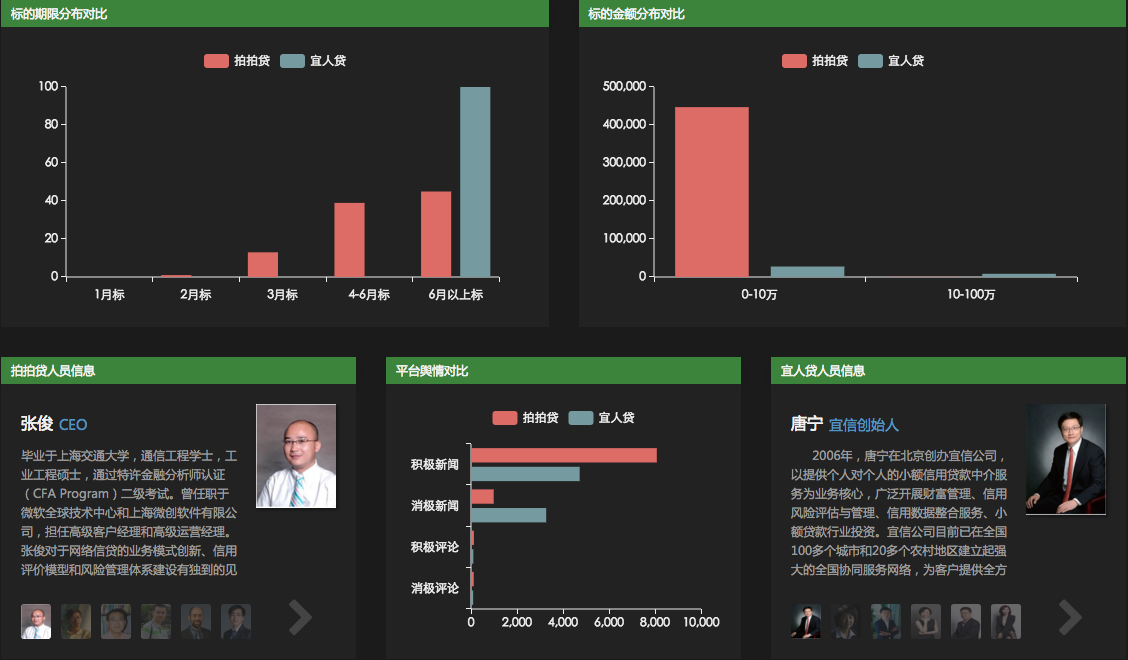 标的期限分布对比
拍拍贷 宜人贷
100
80
60
40
20
0
1月标 2月标 3月标 4-6月标 6月以上标
标的金额分布对比
拍拍贷 宜人贷
500,000
400,000
300,000
200,000
100,000
0
0-10万 10-100万
拍拍贷人员信息
张俊 CEO
毕业于上海交通大学，通信工程学士，工
业工程硕士，通过特许金融分析师认证
（CFA Program）二级考试。曾任职于
微软全球技术中心和上海微创软件有限公
司，担任高级客户经理和高级运营经理。
张俊对于网络信贷的业务模式创新、信用
评价模型和风险管理体系建设有独到的见
平台舆情对比
拍拍贷 宜人贷
积极新闻
消极新闻
积极评论
消极评论
0 2,000 4,000 6,000 8,000 10,000
宜人贷人员信息
唐宁 宜信创始人
2006年，唐宁在北京创办宜信公司，
以提供个人对个人的小额信用贷款中介服
务为业务核心，广泛开展财富管理、信用
风险评估与管理、信用数据整合服务、小
额贷款行业投资。宜信公司目前已在全国
100多个城市和20多个农村地区建立起强
大的全国协同服务网络，为客户提供全方